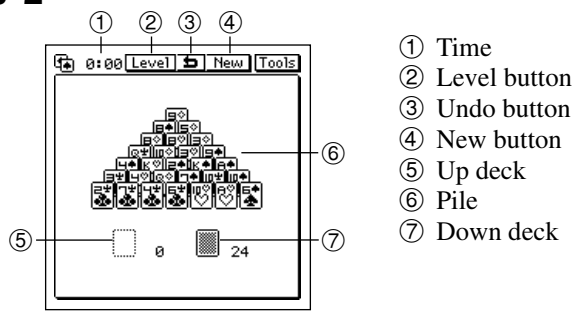 ① ② ③ ④
0:00 Level New Tools
⑥
⑤ 0 24 ⑦
① Time
② Level button
③ Undo button
④ New button
⑤ Up deck
⑥ Pile
⑦ Down deck